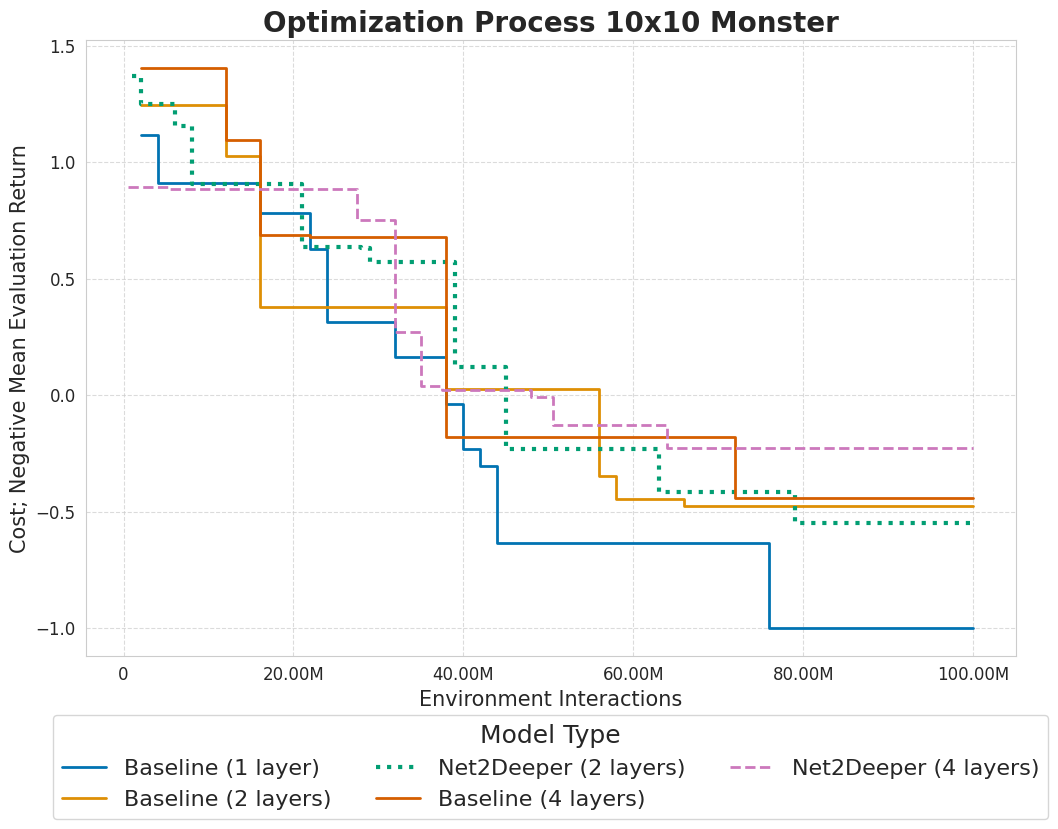 Optimization Process 10x10 Monster
Cost; Negative Mean Evaluation Return
1.5
1.0
0.5
0.0
−0.5
−1.0
0 20.00M 40.00M 60.00M 80.00M 100.00M
Environment Interactions
Model Type
Baseline (1 layer) Net2Deeper (2 layers) Net2Deeper (4 layers)
Baseline (2 layers) Baseline (4 layers)